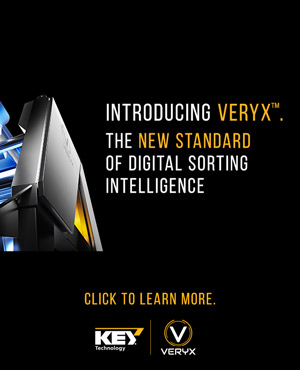 INTRODUCING VERYX™.
THE NEW STANDARD
OF DIGITAL SORTING
INTELLIGENCE
CLICK TO LEARN MORE.
KEY
Technology
VERYX